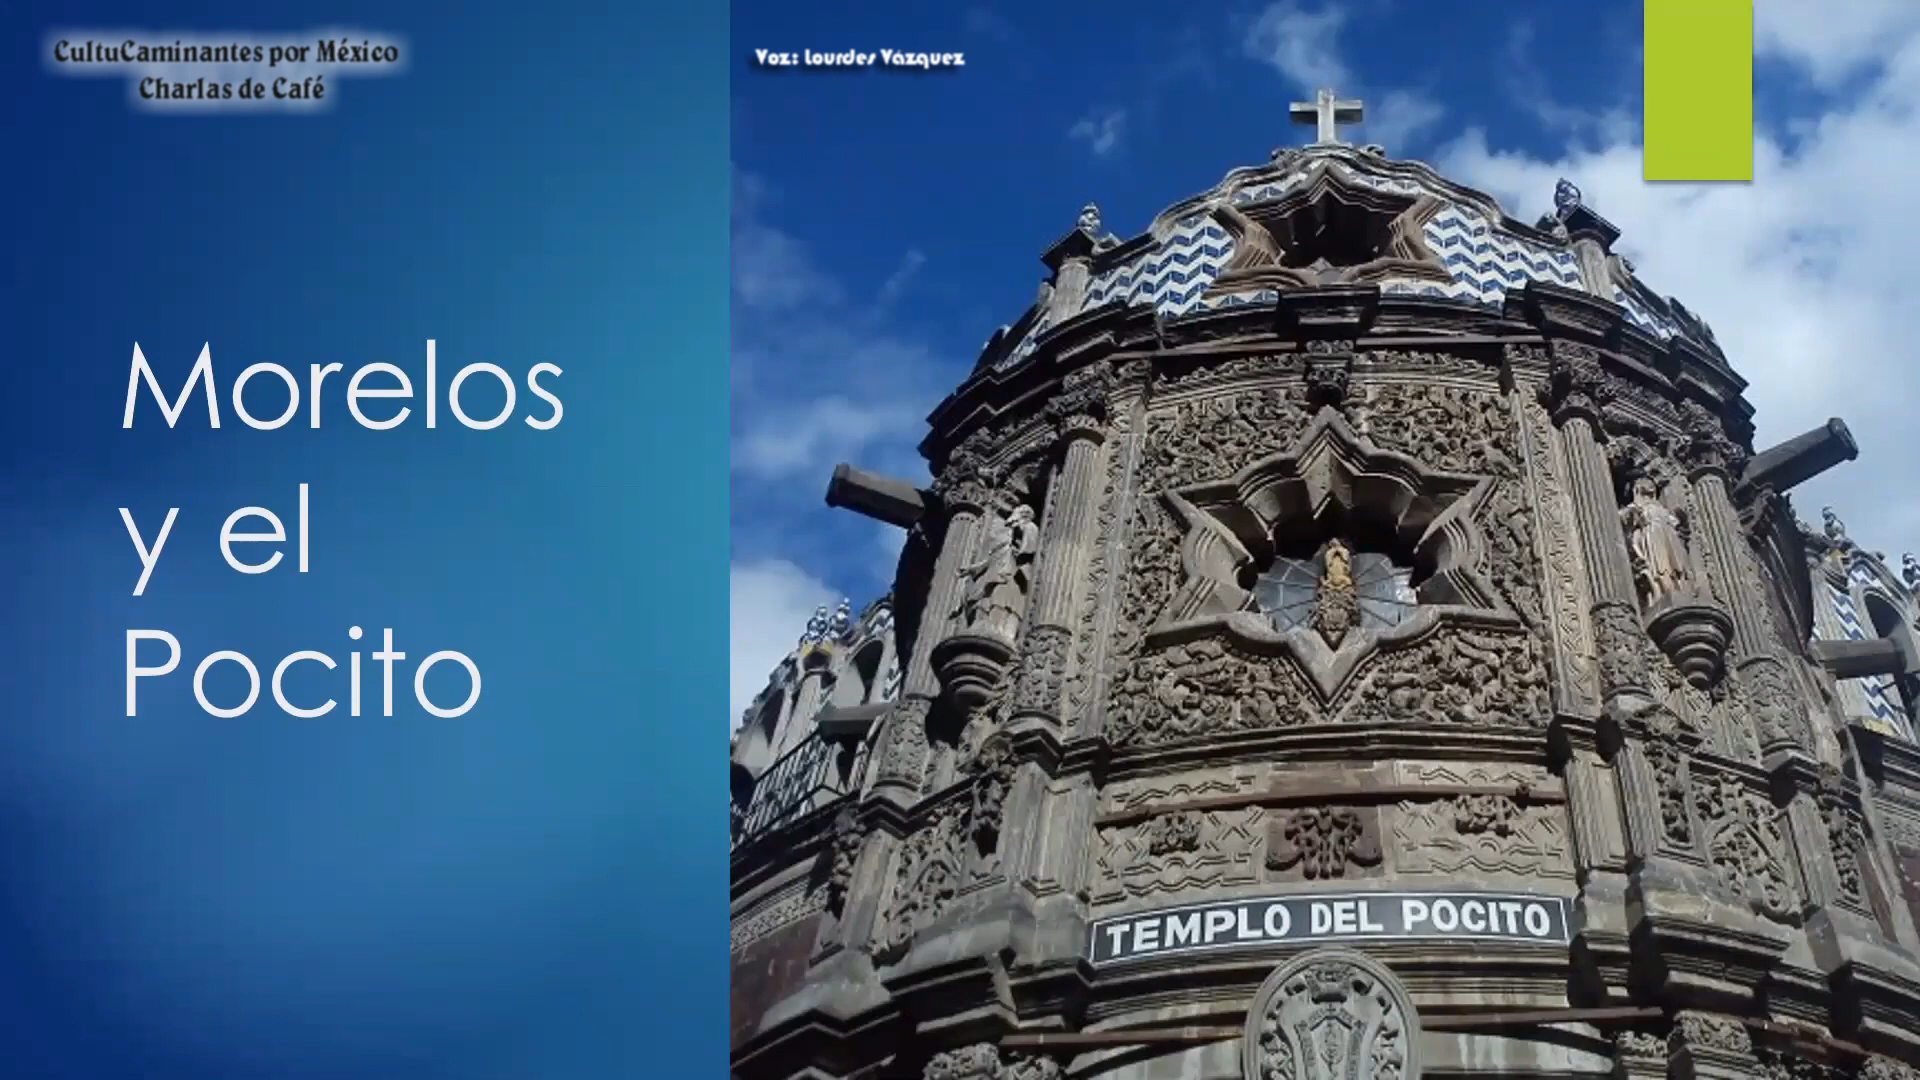 CultuCaminantes por México
Charlas de Café
Voz: Lourdes Vázquez
Morelos
y el
Pocito
TEMPLO DEL POCITO